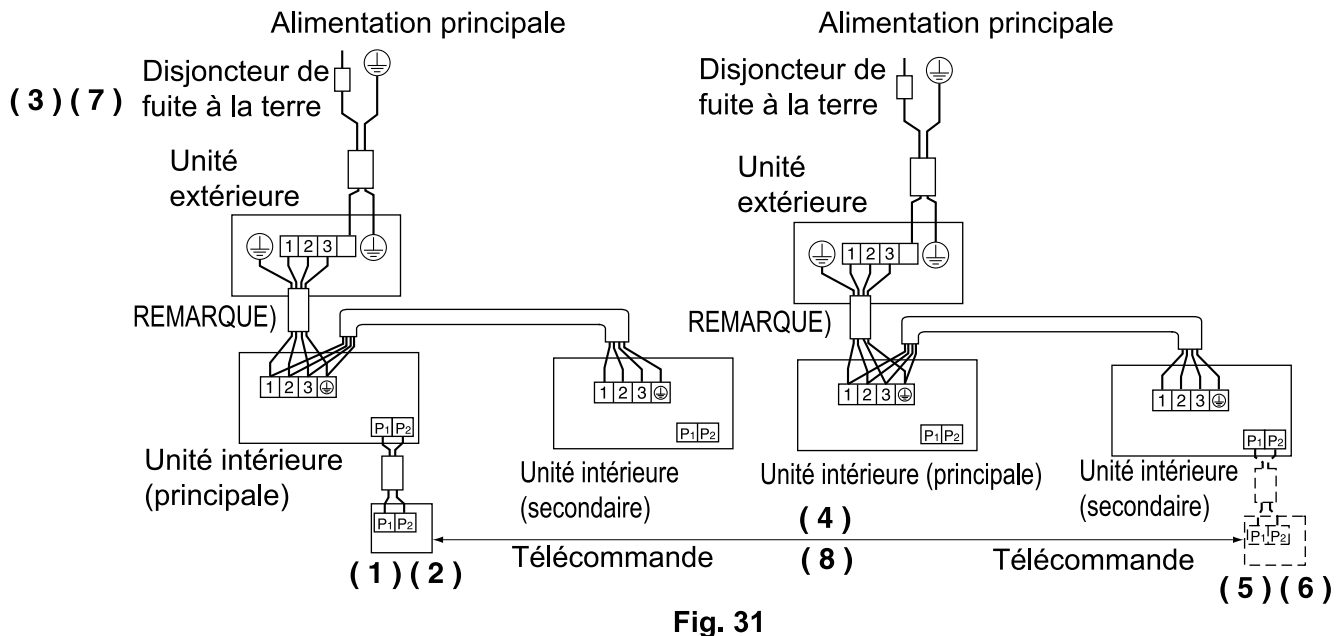 Alimentation principale
Alimentation principale
Disjoncteur de
fuite à la terre
( 3 ) ( 7 )
Disjoncteur de
fuite à la terre
Unité
extérieure
Unité
extérieure
1 2 3
1 2 3
REMARQUE)
REMARQUE)
1 2 3
1 2 3
1 2 3
1 2 3
P1 P2
P1 P2
P1 P2
P1 P2
Unité intérieure
(principale)
Unité intérieure
(secondaire)
Unité intérieure (principale)
Unité intérieure
(secondaire)
P1 P2
( 4 )
P1 P2
Télécommande
( 8 )
Télécommande
( 1 ) ( 2 )
( 5 ) ( 6 )
Fig. 31